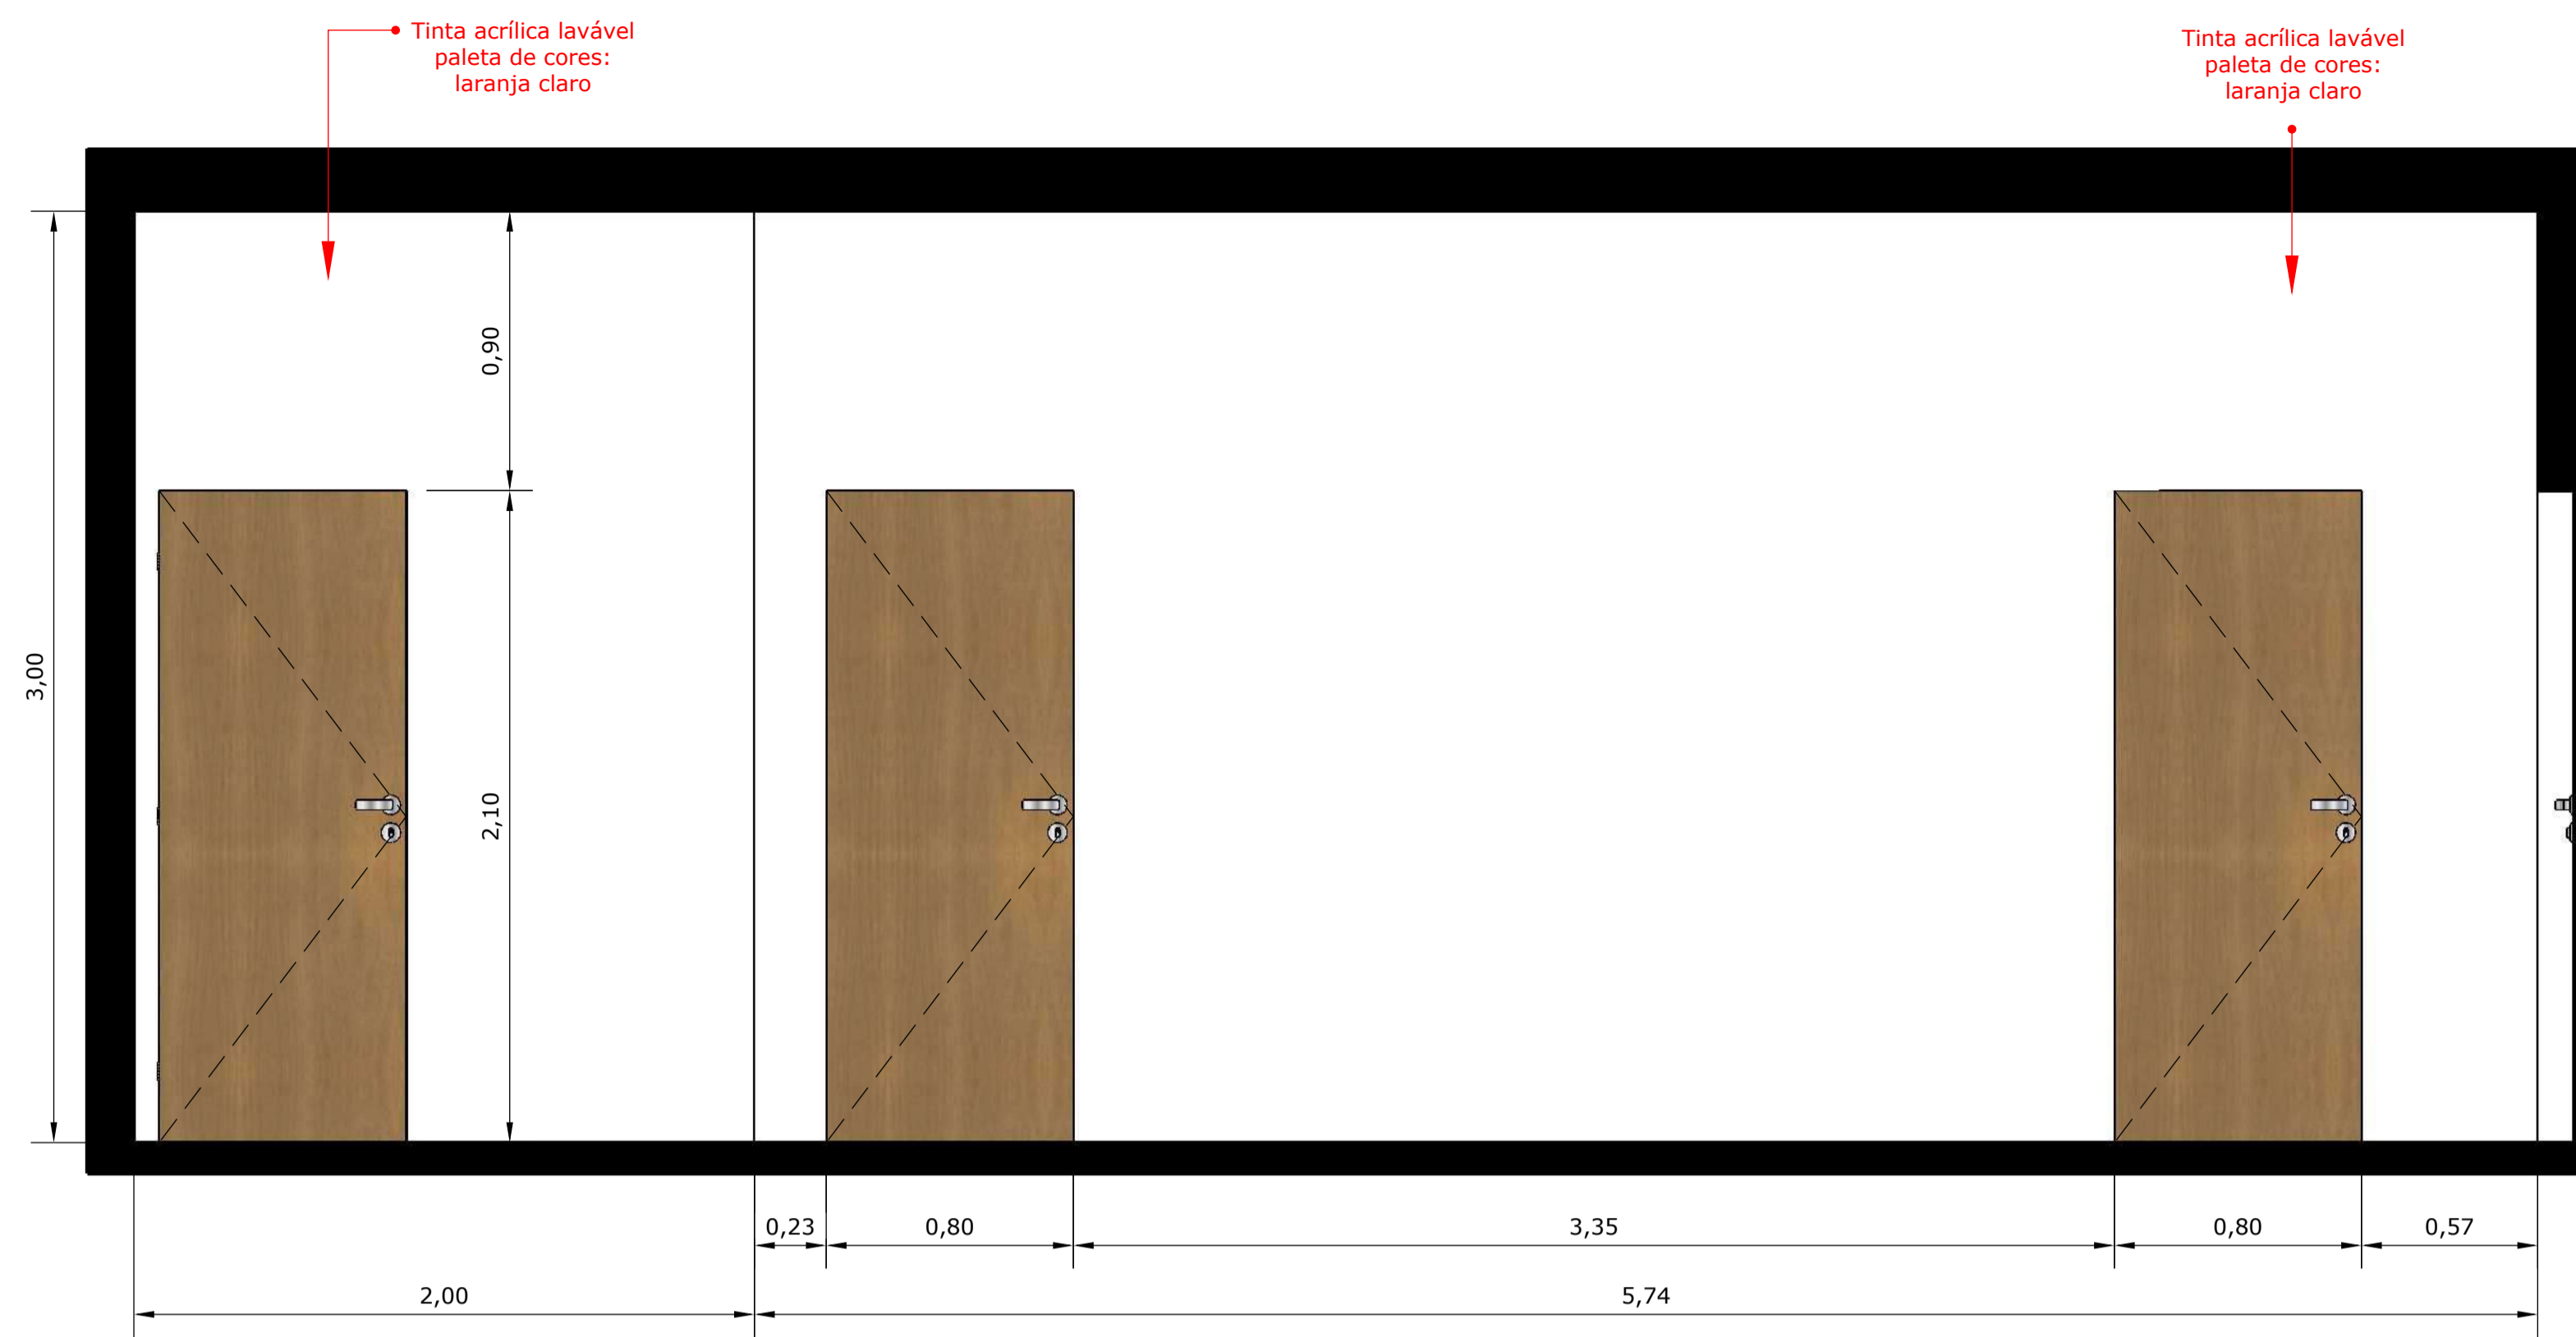 Tinta acrílica lavável
paleta de cores:
laranja claro
Tinta acrílica lavável
paleta de cores:
laranja claro
0,90
3,00
2,10
0,23
0,80
3,35
0,80
0,57
2,00
5,74